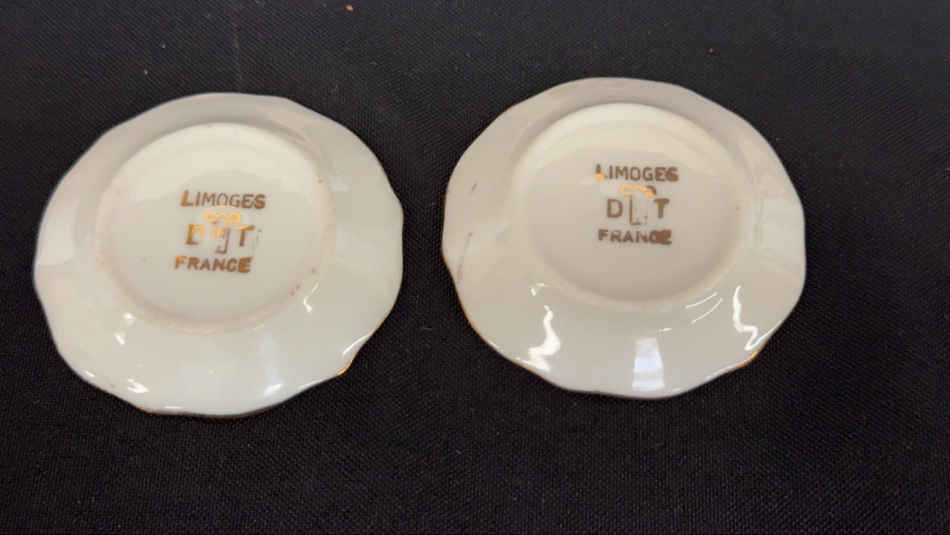 LIMOGES
D T
FRANCE
LIMOGES
D T
FRANCE